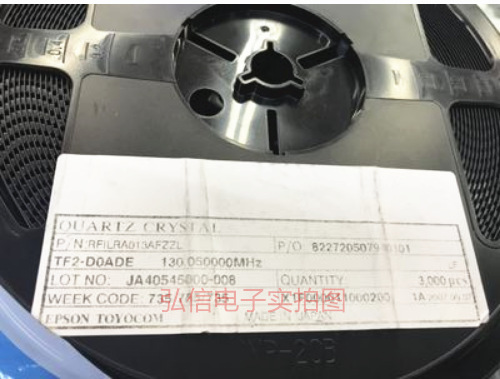 QUARTZ CRYSTAL
P/N:RFILRA013AFZZL P/O:
TF2-D0ADE 130.050000MHz
LOT NO: JA40545000-008 QUANTITY: 3,000 pcs
WEEK CODE: 1A
弘信电子实拍图
EPSON TOYOCOM MADE IN JAPAN